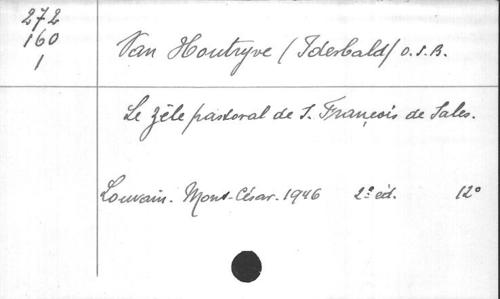 272
160
1
Van Houtryve (Idesbald) O.S.B.
Le zèle pastoral de S. François de Sales.
Louvain. Mont-César. 1946 2e éd. 12°